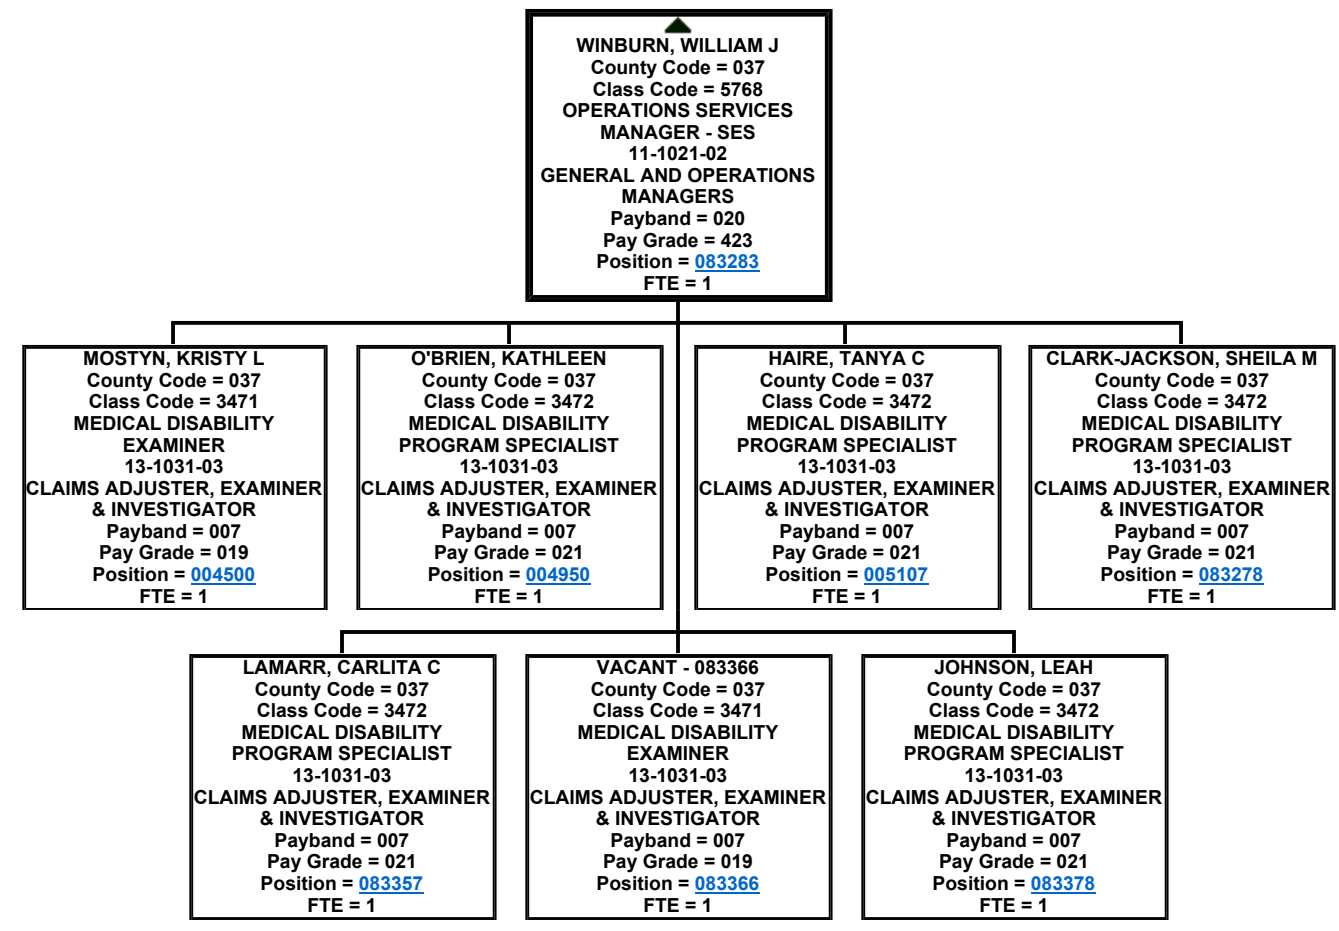 WINBURN, WILLIAM J
County Code = 037
Class Code = 5768
OPERATIONS SERVICES
MANAGER - SES
11-1021-02
GENERAL AND OPERATIONS
MANAGERS
Payband = 020
Pay Grade = 423
Position = 083283
FTE = 1
MOSTYN, KRISTY L
County Code = 037
Class Code = 3471
MEDICAL DISABILITY
EXAMINER
13-1031-03
CLAIMS ADJUSTER, EXAMINER
& INVESTIGATOR
Payband = 007
Pay Grade = 019
Position = 004500
FTE = 1
O'BRIEN, KATHLEEN
County Code = 037
Class Code = 3472
MEDICAL DISABILITY
PROGRAM SPECIALIST
13-1031-03
CLAIMS ADJUSTER, EXAMINER
& INVESTIGATOR
Payband = 007
Pay Grade = 021
Position = 004950
FTE = 1
HAIRE, TANYA C
County Code = 037
Class Code = 3472
MEDICAL DISABILITY
PROGRAM SPECIALIST
13-1031-03
CLAIMS ADJUSTER, EXAMINER
& INVESTIGATOR
Payband = 007
Pay Grade = 021
Position = 005107
FTE = 1
CLARK-JACKSON, SHEILA M
County Code = 037
Class Code = 3472
MEDICAL DISABILITY
PROGRAM SPECIALIST
13-1031-03
CLAIMS ADJUSTER, EXAMINER
& INVESTIGATOR
Payband = 007
Pay Grade = 021
Position = 083278
FTE = 1
LAMARR, CARLITA C
County Code = 037
Class Code = 3472
MEDICAL DISABILITY
PROGRAM SPECIALIST
13-1031-03
CLAIMS ADJUSTER, EXAMINER
& INVESTIGATOR
Payband = 007
Pay Grade = 021
Position = 083357
FTE = 1
VACANT - 083366
County Code = 037
Class Code = 3471
MEDICAL DISABILITY
EXAMINER
13-1031-03
CLAIMS ADJUSTER, EXAMINER
& INVESTIGATOR
Payband = 007
Pay Grade = 019
Position = 083366
FTE = 1
JOHNSON, LEAH
County Code = 037
Class Code = 3472
MEDICAL DISABILITY
PROGRAM SPECIALIST
13-1031-03
CLAIMS ADJUSTER, EXAMINER
& INVESTIGATOR
Payband = 007
Pay Grade = 021
Position = 083378
FTE = 1